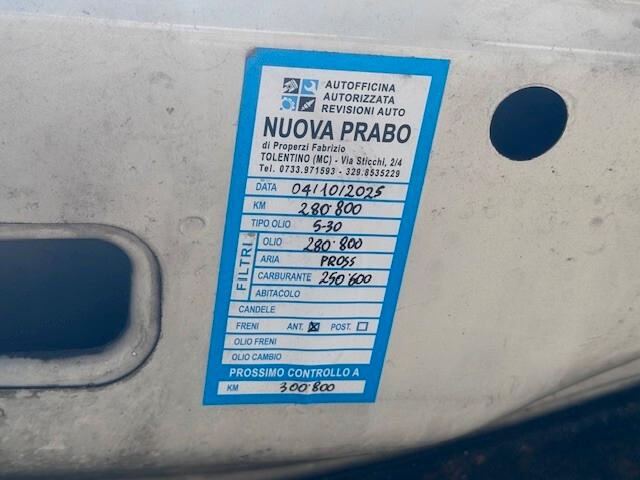 AUTOFFICINA
AUTORIZZATA
REVISIONI AUTO
NUOVA PRABO
di Properzi Fabrizio
TOLENTINO (MC) - Via Sticchi, 2/4
Tel. 0733.971593 - 329.8535229
DATA 04/10/2025
KM 280.800
TIPO OLIO 5-30
FILTRI
OLIO 280.800
ARIA PROSS
CARBURANTE 250600
ABITACOLO
CANDELE
FRENI ANT. ☒ POST. ☐
OLIO FRENI
OLIO CAMBIO
PROSSIMO CONTROLLO A
KM 300.800